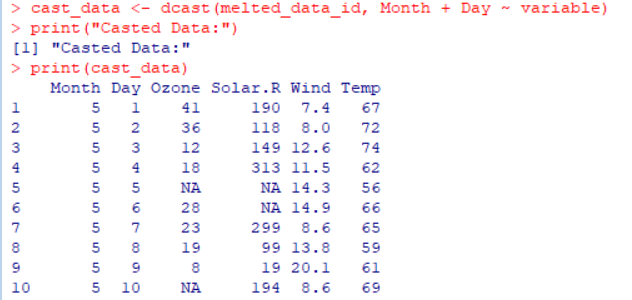 > cast_data <- dcast(melted_data_id, Month + Day ~ variable)
> print("Casted Data:")
[1] "Casted Data:"
> print(cast_data)
Month Day Ozone Solar.R Wind Temp
1 5 1 41 190 7.4 67
2 5 2 36 118 8.0 72
3 5 3 12 149 12.6 74
4 5 4 18 313 11.5 62
5 5 5 NA NA 14.3 56
6 5 6 28 NA 14.9 66
7 5 7 23 299 8.6 65
8 5 8 19 99 13.8 59
9 5 9 8 19 20.1 61
10 5 10 NA 194 8.6 69